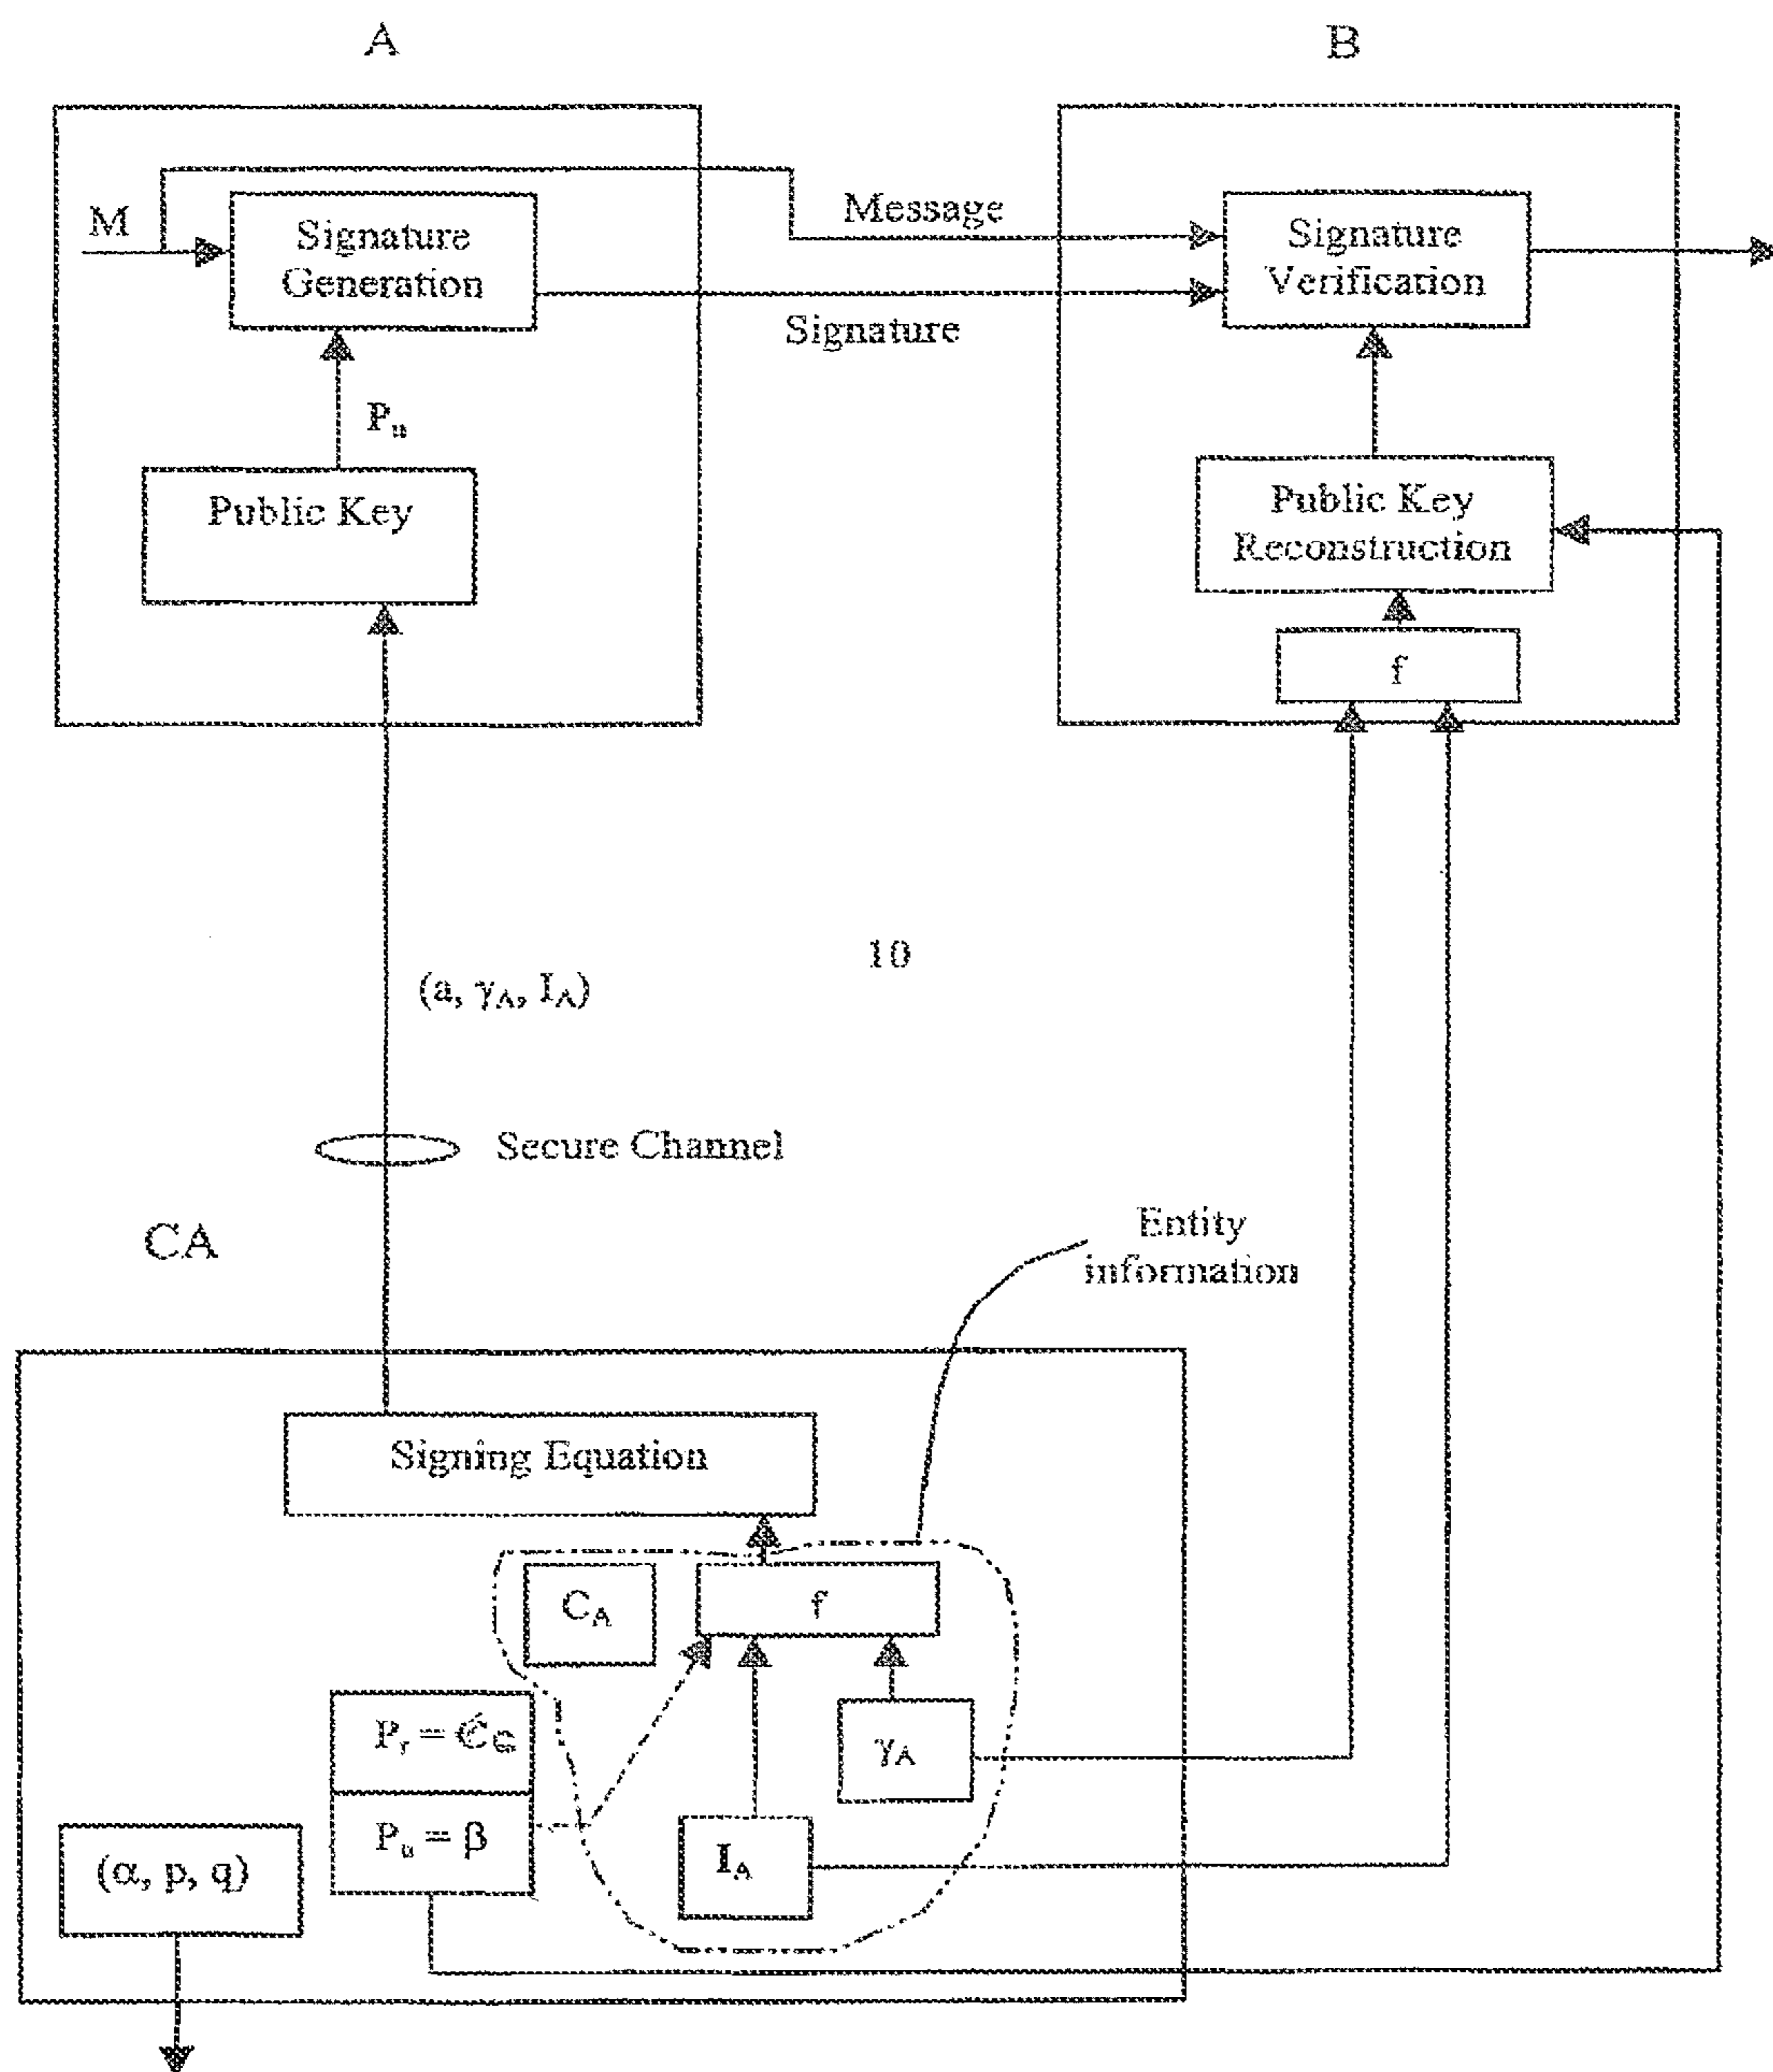 A
B
M
Signature
Generation
Message
Signature
Signature
Verification
Pu
Public Key
Public Key
Reconstruction
f
10
(a, γA, IA)
Secure Channel
CA
Entity
information
Signing Equation
CA
f
γA
Pu = β
IA
(α, p, q)